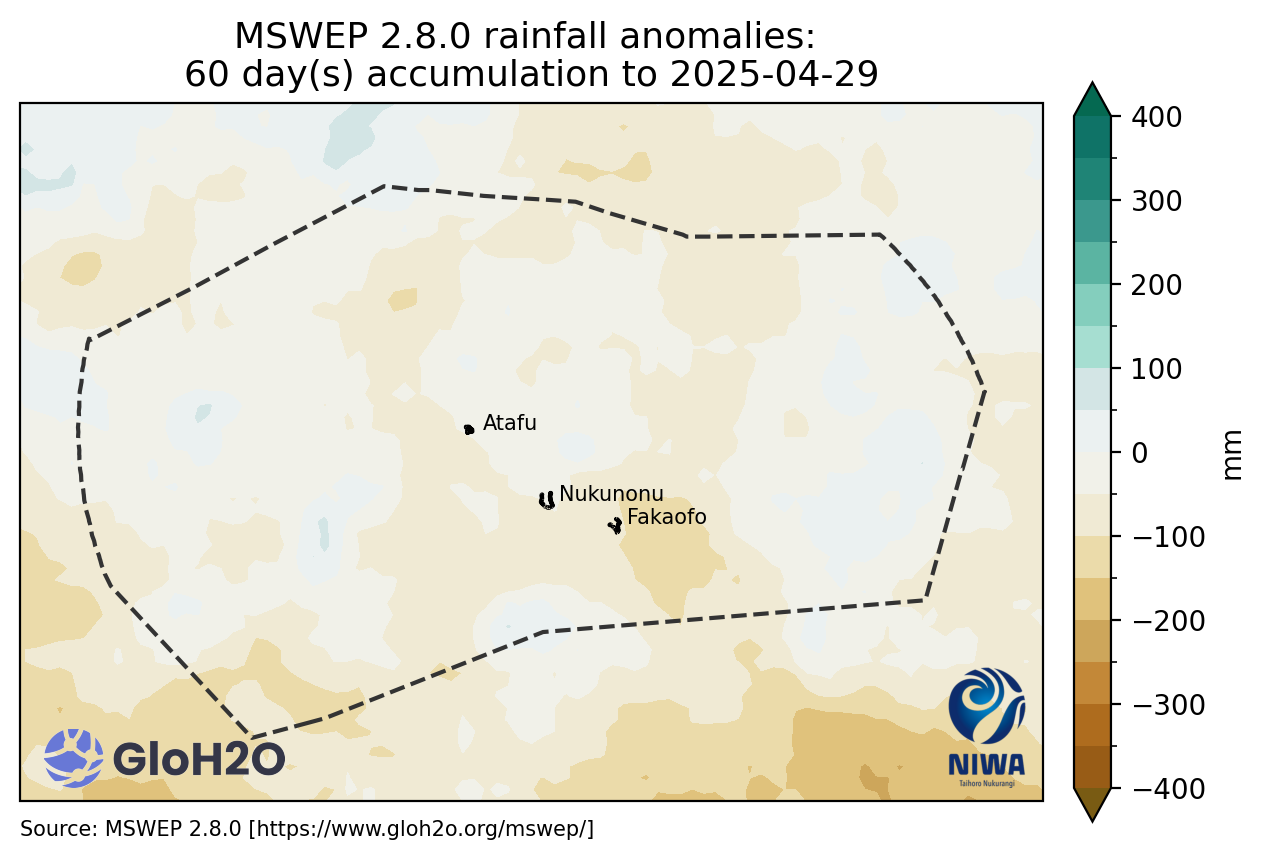 MSWEP 2.8.0 rainfall anomalies:
60 day(s) accumulation to 2025-04-29
400
300
200
100
0
−100
−200
−300
−400
mm
Atafu
Nukunonu
Fakaofo
GloH2O
NIWA
Taihoro Nukurangi
Source: MSWEP 2.8.0 [https://www.gloh2o.org/mswep/]